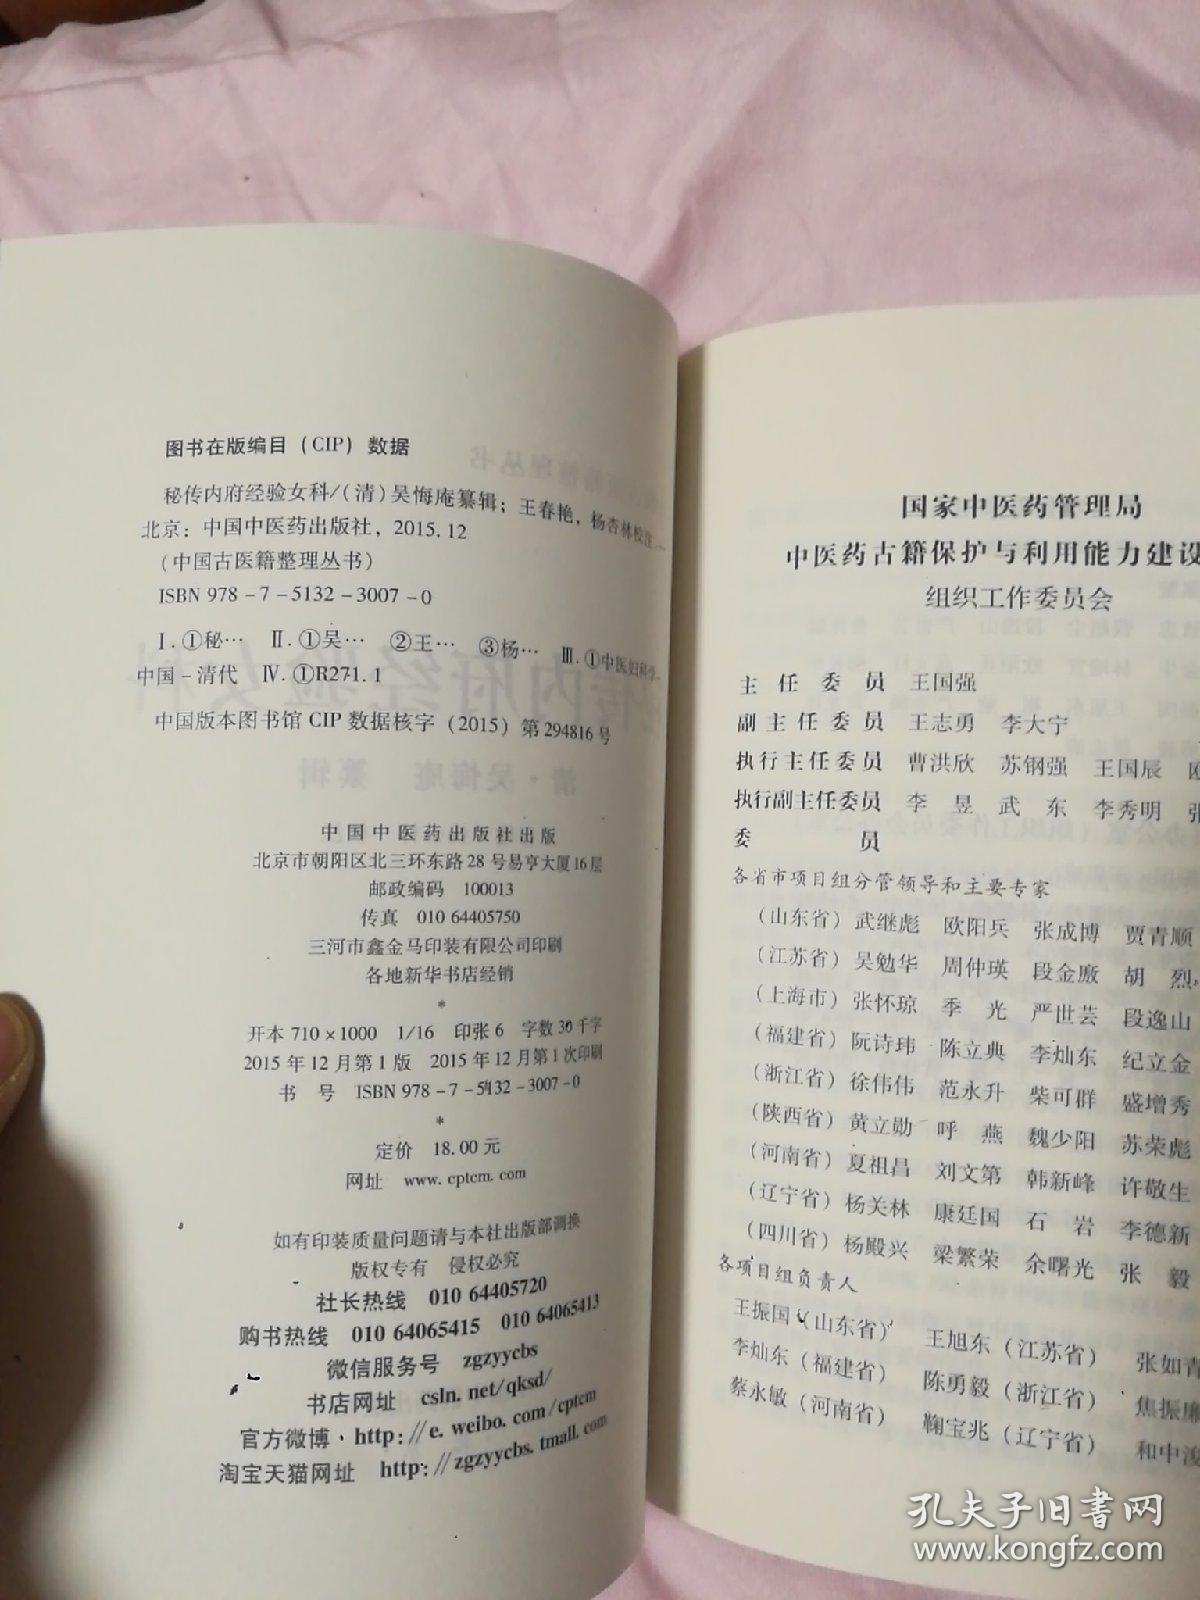 图书在版编目（CIP）数据
秘传内府经验女科/（清）吴悔庵纂辑；王春艳，杨杏林校注．—
北京：中国中医药出版社，2015.12
（中国古医籍整理丛书）
ISBN 978-7-5132-3007-0
Ⅰ.①秘… Ⅱ.①吴… ②王… ③杨… Ⅲ.①中医妇科学—
中国-清代 Ⅳ.①R271.1
中国版本图书馆CIP数据核字（2015）第294816号
中国中医药出版社出版
北京市朝阳区北三环东路28号易亨大厦16层
邮政编码 100013
传真 010 64405750
三河市鑫金马印装有限公司印刷
各地新华书店经销
*
开本 710×1000 1/16 印张 6 字数 30 千字
2015年12月第1版 2015年12月第1次印刷
书 号 ISBN 978-7-5132-3007-0
*
定价 18.00元
网址 www.cptcm.com
如有印装质量问题请与本社出版部调换
版权专有 侵权必究
社长热线 010 64405720
购书热线 010 64065415 010 64065413
微信服务号 zgzyycbs
书店网址 csln.net/qksd/
官方微博 http://e.weibo.com/cptcm
淘宝天猫网址 http://zgzyycbs.tmall.com
国家中医药管理局
中医药古籍保护与利用能力建设
组织工作委员会
主任委员 王国强
副主任委员 王志勇 李大宁
执行主任委员 曹洪欣 苏钢强 王国辰 欧
执行副主任委员 李 昱 武 东 李秀明 张
委 员
各省市项目组分管领导和主要专家
（山东省）武继彪 欧阳兵 张成博 贾青顺
（江苏省）吴勉华 周仲瑛 段金廒 胡 烈
（上海市）张怀琼 季 光 严世芸 段逸山
（福建省）阮诗玮 陈立典 李灿东 纪立金
（浙江省）徐伟伟 范永升 柴可群 盛增秀
（陕西省）黄立勋 呼 燕 魏少阳 苏荣彪
（河南省）夏祖昌 刘文第 韩新峰 许敬生
（辽宁省）杨关林 康廷国 石 岩 李德新
（四川省）杨殿兴 梁繁荣 余曙光 张 毅
各项目组负责人
王振国（山东省） 王旭东（江苏省） 张如青
李灿东（福建省） 陈勇毅（浙江省） 焦振廉
蔡永敏（河南省） 鞠宝兆（辽宁省） 和中浚
孔夫子旧书网
www.kongfz.com